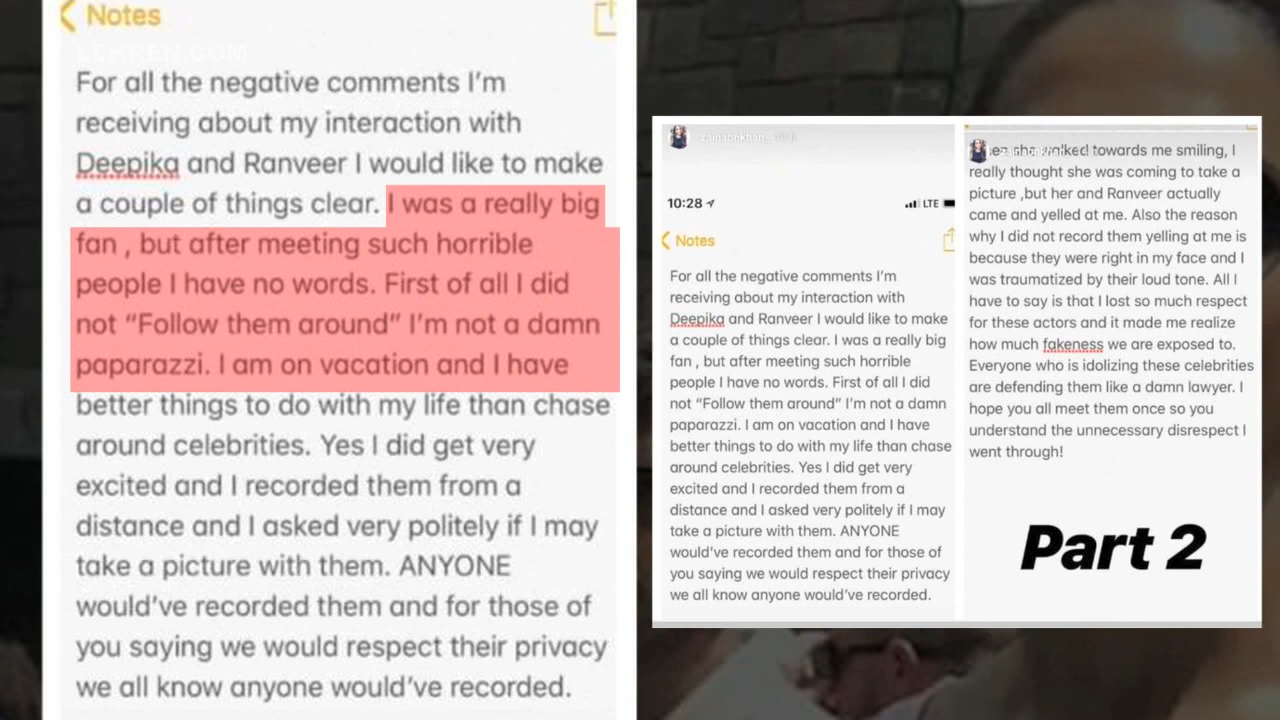 Notes
LEHREN.COM
For all the negative comments I’m
receiving about my interaction with
Deepika and Ranveer I would like to make
a couple of things clear. I was a really big
fan , but after meeting such horrible
people I have no words. First of all I did
not “Follow them around” I’m not a damn
paparazzi. I am on vacation and I have
better things to do with my life than chase
around celebrities. Yes I did get very
excited and I recorded them from a
distance and I asked very politely if I may
take a picture with them. ANYONE
would’ve recorded them and for those of
you saying we would respect their privacy
we all know anyone would’ve recorded.
10:28
LTE
Notes
For all the negative comments I’m
receiving about my interaction with
Deepika and Ranveer I would like to make
a couple of things clear. I was a really big
fan , but after meeting such horrible
people I have no words. First of all I did
not “Follow them around” I’m not a damn
paparazzi. I am on vacation and I have
better things to do with my life than chase
around celebrities. Yes I did get very
excited and I recorded them from a
distance and I asked very politely if I may
take a picture with them. ANYONE
would’ve recorded them and for those of
you saying we would respect their privacy
we all know anyone would’ve recorded.
she walked towards me smiling, I
really thought she was coming to take a
picture ,but her and Ranveer actually
came and yelled at me. Also the reason
why I did not record them yelling at me is
because they were right in my face and I
was traumatized by their loud tone. All I
have to say is that I lost so much respect
for these actors and it made me realize
how much fakeness we are exposed to.
Everyone who is idolizing these celebrities
are defending them like a damn lawyer. I
hope you all meet them once so you
understand the unnecessary disrespect I
went through!
Part 2